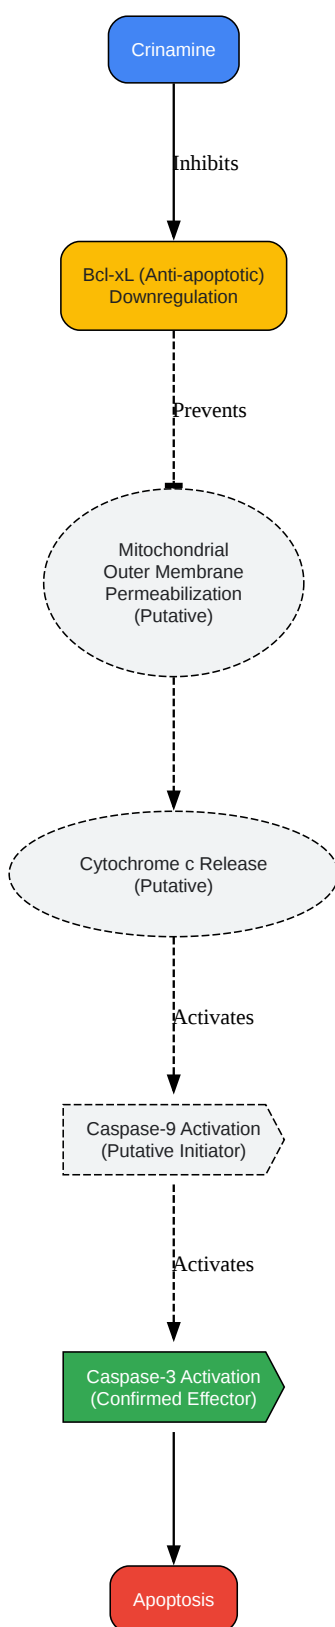 Crinamine
Inhibits
Bcl-xL (Anti-apoptotic)
Downregulation
Prevents
Mitochondrial
Outer Membrane
Permeabilization
(Putative)
Cytochrome c Release
(Putative)
Activates
Caspase-9 Activation
(Putative Initiator)
Activates
Caspase-3 Activation
(Confirmed Effector)
Apoptosis